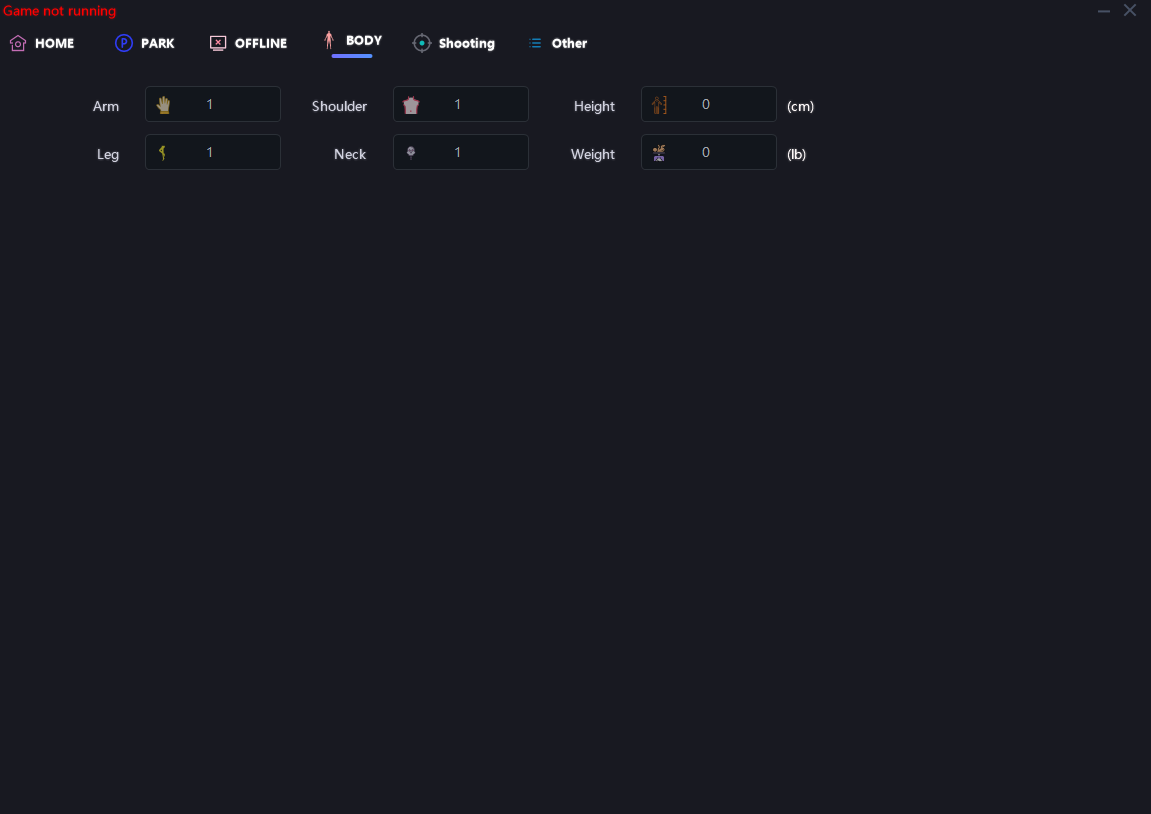 Game not running
HOME PARK OFFLINE BODY Shooting Other
Arm 1 Shoulder 1 Height 0 (cm)
Leg 1 Neck 1 Weight 0 (lb)